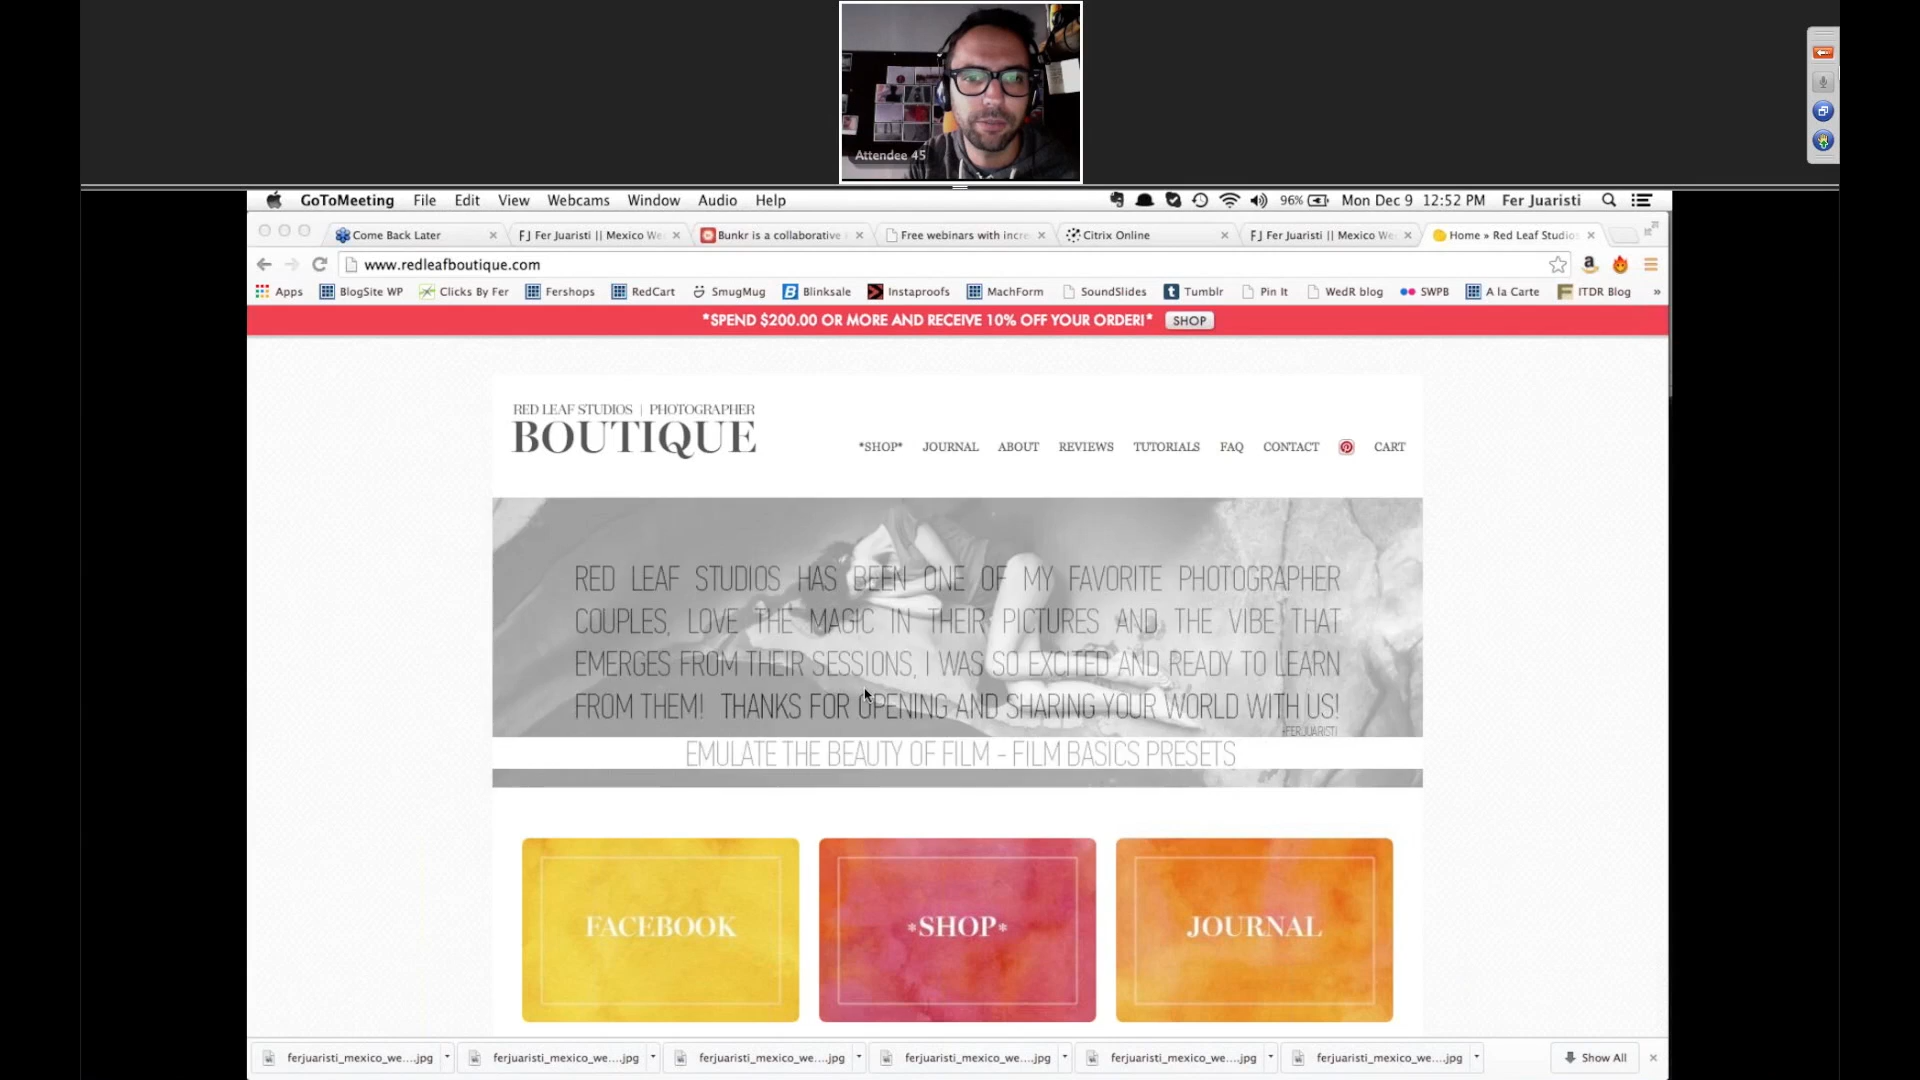 Attendee 45
GoToMeeting File Edit View Webcams Window Audio Help 96% Mon Dec 9 12:52 PM Fer Juaristi
Come Back Later FJ Fer Juaristi || Mexico We Bunkr is a collaborative Free webinars with incre Citrix Online FJ Fer Juaristi || Mexico We Home » Red Leaf Studios
www.redleafboutique.com
Apps BlogSite WP Clicks By Fer Fershops RedCart SmugMug Blinksale Instaproofs MachForm SoundSlides Tumblr Pin It WedR blog SWPB A la Carte ITDR Blog »
*SPEND $200.00 OR MORE AND RECEIVE 10% OFF YOUR ORDER!* SHOP
RED LEAF STUDIOS | PHOTOGRAPHER
BOUTIQUE
*SHOP* JOURNAL ABOUT REVIEWS TUTORIALS FAQ CONTACT CART
RED LEAF STUDIOS HAS BEEN ONE OF MY FAVORITE PHOTOGRAPHER
COUPLES, LOVE THE MAGIC IN THEIR PICTURES AND THE VIBE THAT
EMERGES FROM THEIR SESSIONS, I WAS SO EXCITED AND READY TO LEARN
FROM THEM! THANKS FOR OPENING AND SHARING YOUR WORLD WITH US!
-FERJUARISTI
EMULATE THE BEAUTY OF FILM - FILM BASICS PRESETS
FACEBOOK *SHOP* JOURNAL
ferjuaristi_mexico_we....jpg ferjuaristi_mexico_we....jpg ferjuaristi_mexico_we....jpg ferjuaristi_mexico_we....jpg ferjuaristi_mexico_we....jpg ferjuaristi_mexico_we....jpg Show All